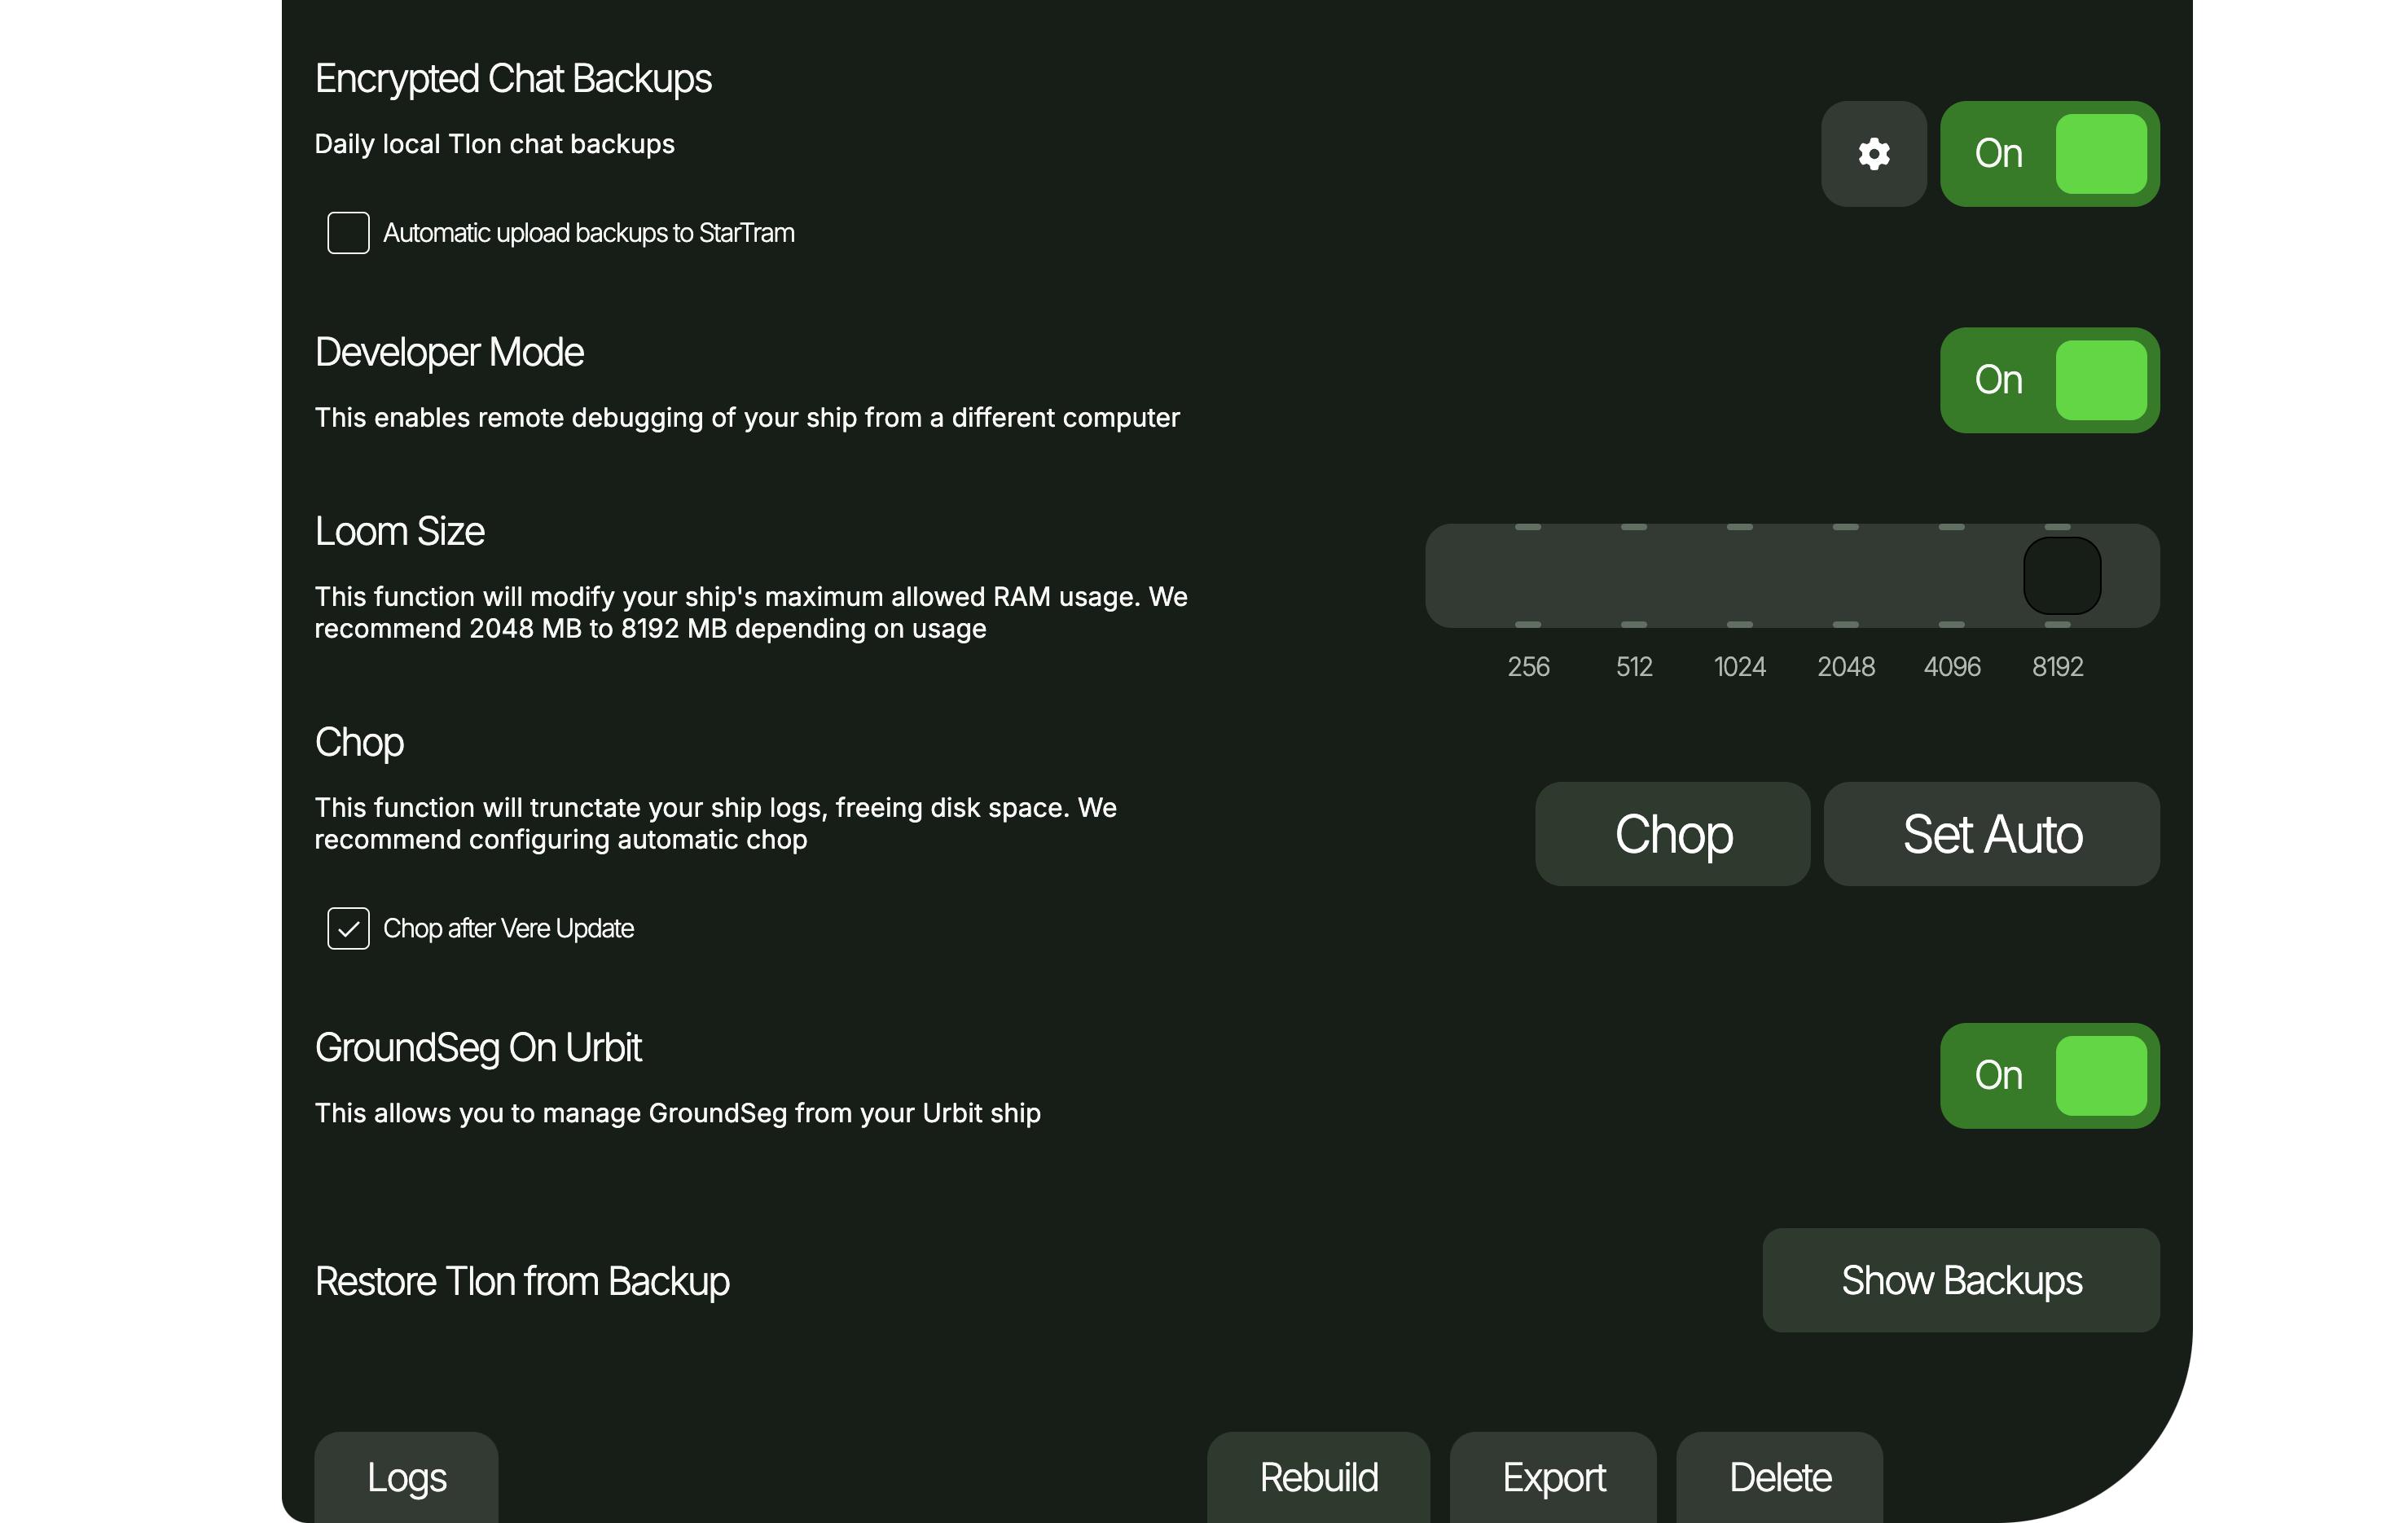 Encrypted Chat Backups
Daily local Tlon chat backups
On
Automatic upload backups to StarTram
Developer Mode
On
This enables remote debugging of your ship from a different computer
Loom Size
This function will modify your ship's maximum allowed RAM usage. We
recommend 2048 MB to 8192 MB depending on usage
256 512 1024 2048 4096 8192
Chop
This function will trunctate your ship logs, freeing disk space. We
recommend configuring automatic chop
Chop Set Auto
Chop after Vere Update
GroundSeg On Urbit
On
This allows you to manage GroundSeg from your Urbit ship
Restore Tlon from Backup
Show Backups
Logs Rebuild Export Delete